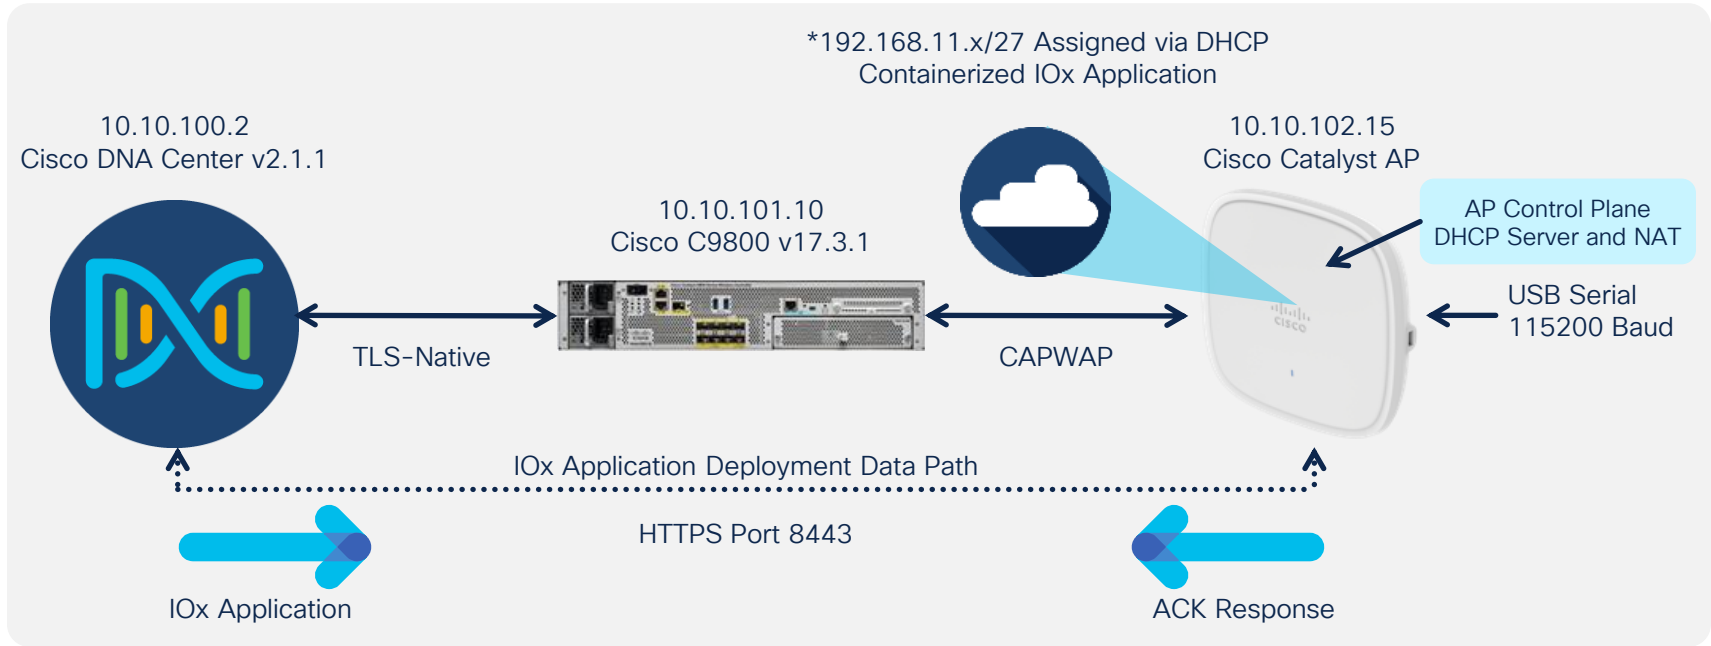 *192.168.11.x/27 Assigned via DHCP
Containerized IOx Application
10.10.100.2
Cisco DNA Center v2.1.1
10.10.101.10
Cisco C9800 v17.3.1
10.10.102.15
Cisco Catalyst AP
AP Control Plane
DHCP Server and NAT
USB Serial
115200 Baud
CISCO
TLS-Native
CAPWAP
IOx Application Deployment Data Path
HTTPS Port 8443
IOx Application
ACK Response